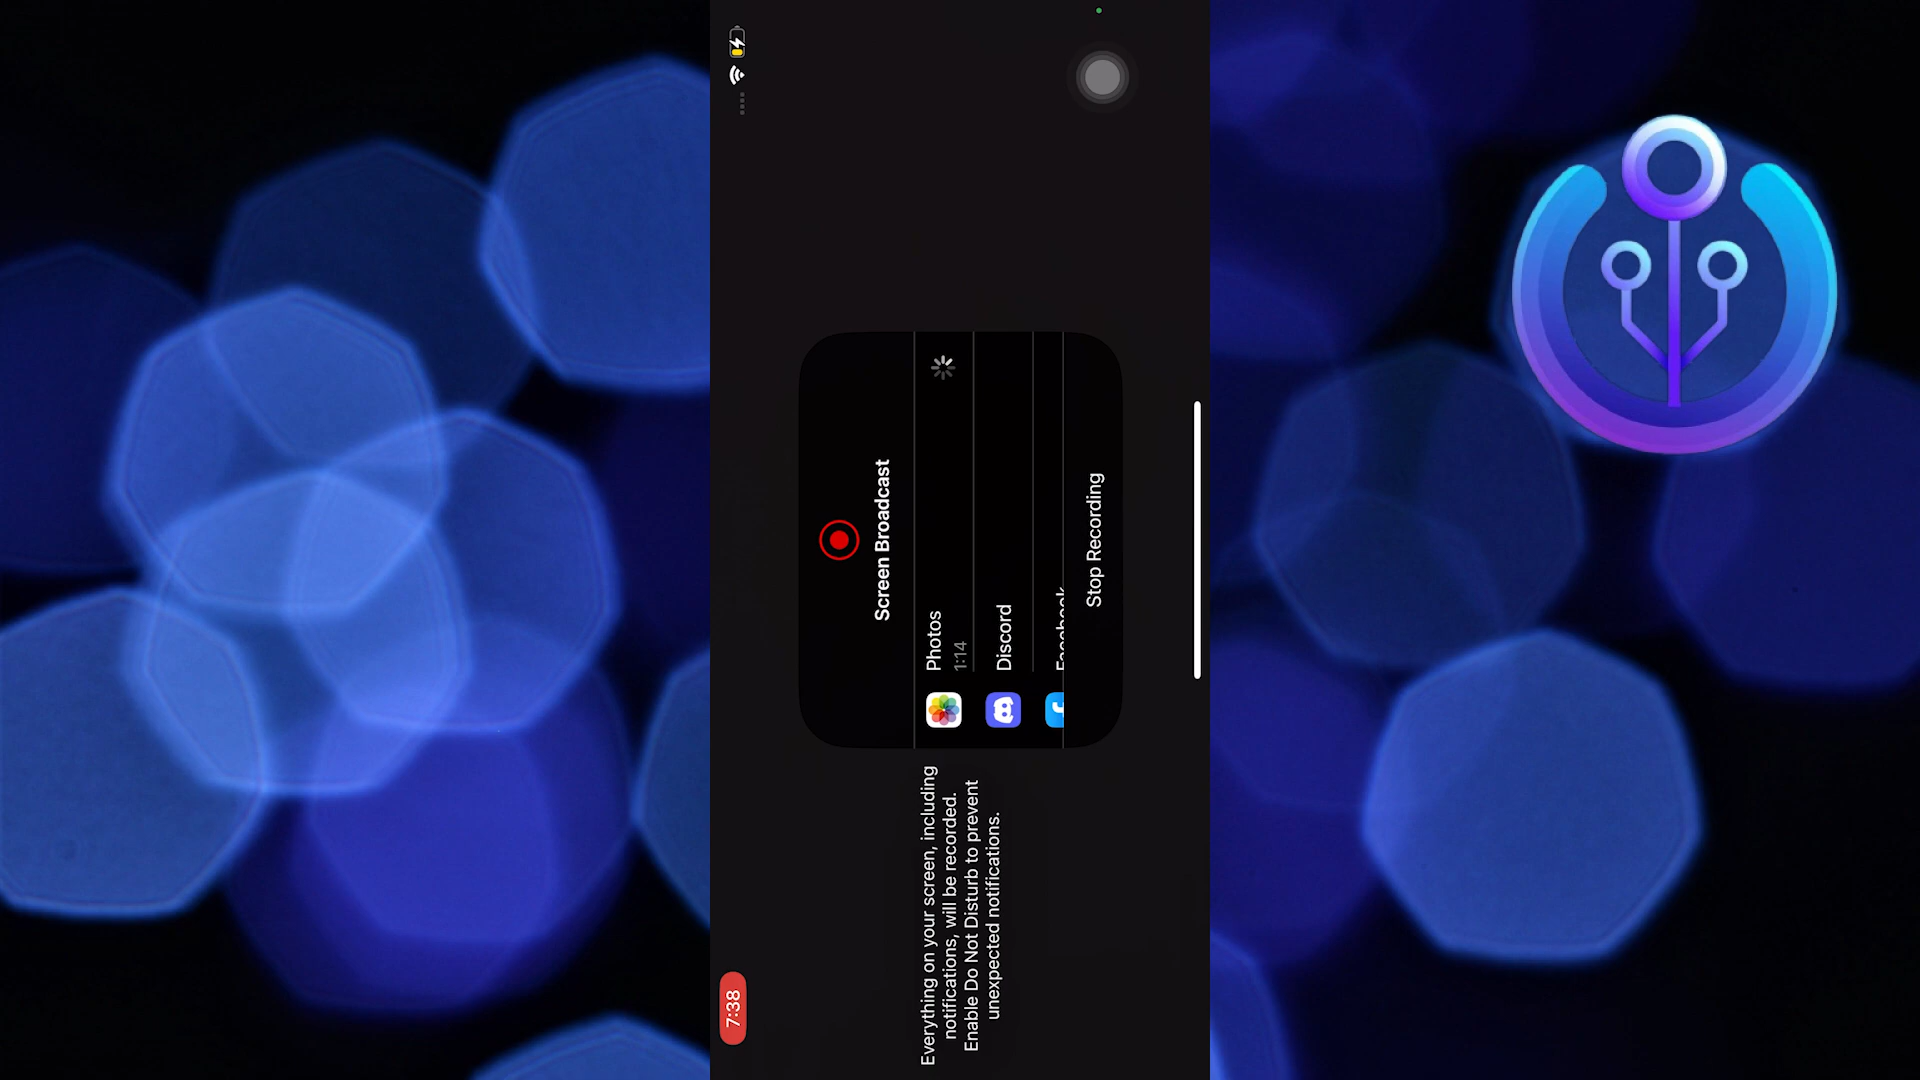 7:38
Everything on your screen, including
notifications, will be recorded.
Enable Do Not Disturb to prevent
unexpected notifications.
Screen Broadcast
Photos
1:14
Discord
Facebook
Stop Recording